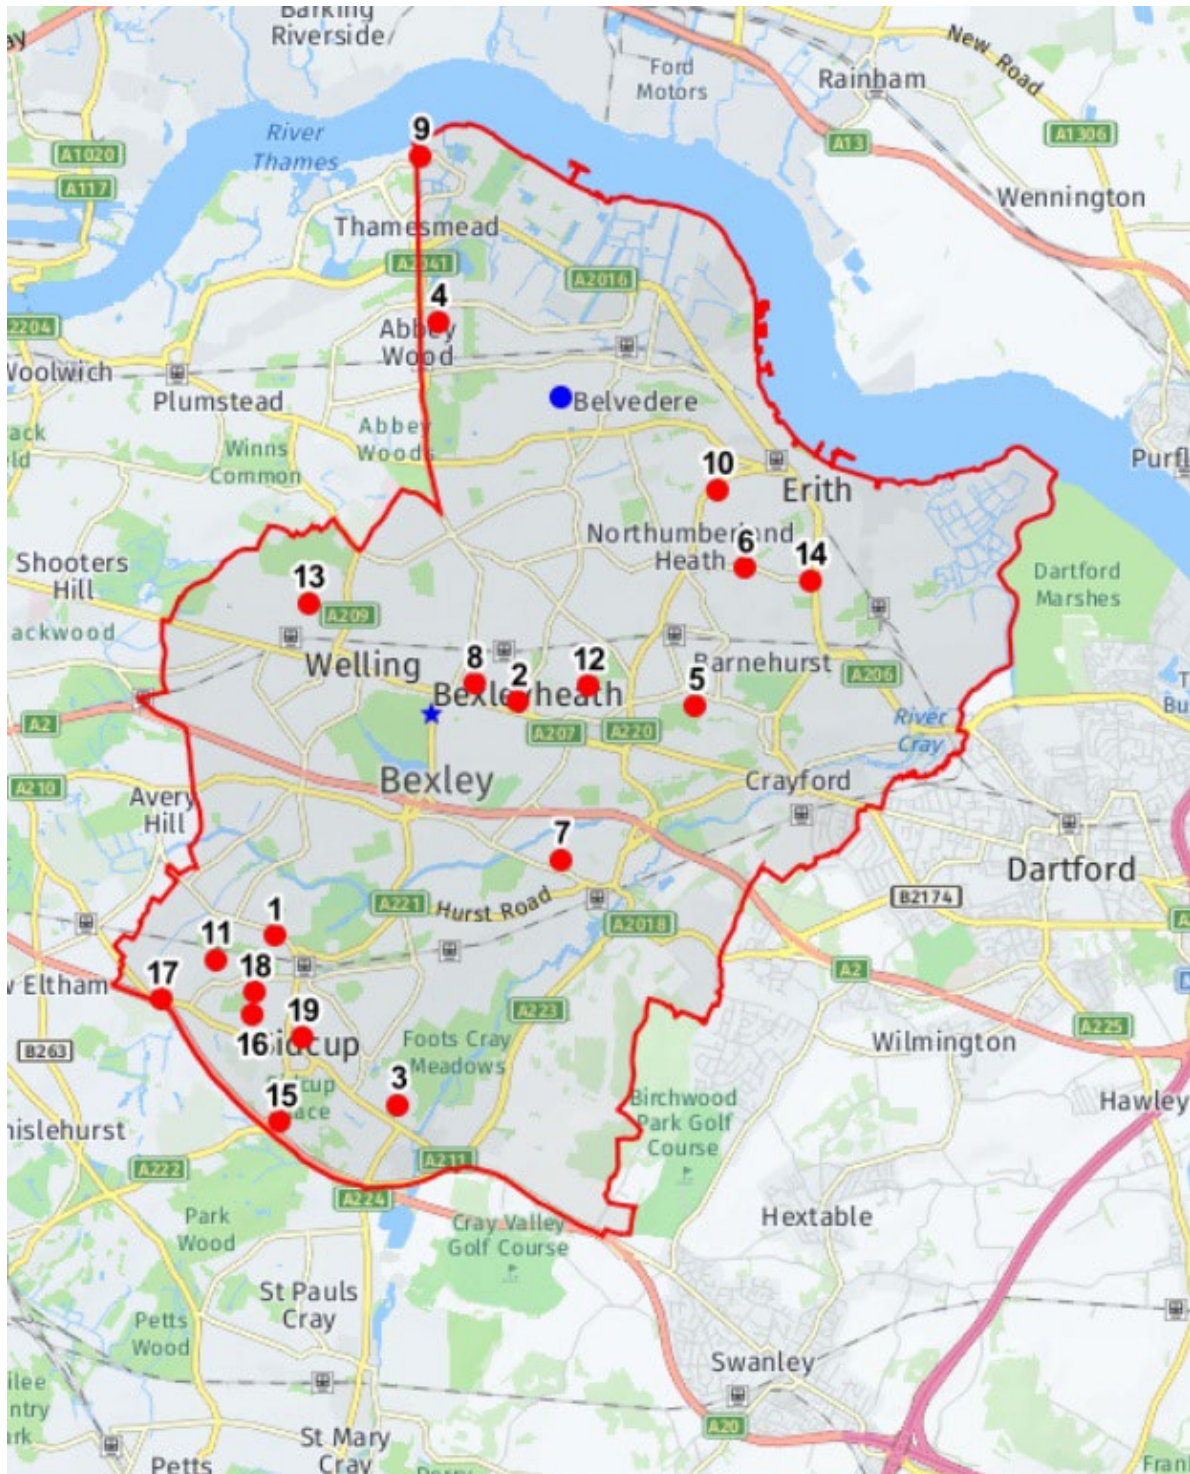 Barking
Riverside
Ford
Motors
Rainham
New Road
A13
A1306
A1020
A117
River
Thames
9
Wennington
Thamesmead
A2041
A2016
4
2204
Abbey
Wood
Woolwich
Plumstead
Belvedere
Abbey
Woods
Winns
Common
10
Erith
Northumberland
Heath
6
14
Shooters
Hill
13
A209
Dartford
Marshes
ackwood
Welling
8
2
12
Bexleyheath
5
Barnehurst
A206
A2
A207
A220
River
Cray
Bexley
Crayford
A210
Avery
Hill
7
Dartford
B2174
A221
Hurst Road
A2018
1
11
18
17
w Eltham
A2
16
19
Sidcup
A223
A225
Wilmington
B263
Foots Cray
Meadows
3
15
Sidcup
Place
Birchwood
Park Golf
Course
Hawley
hislehurst
A222
A211
A224
Park
Wood
Cray Valley
Golf Course
Hextable
St Pauls
Cray
Petts
Wood
Swanley
A20
St Mary
Cray
Petts